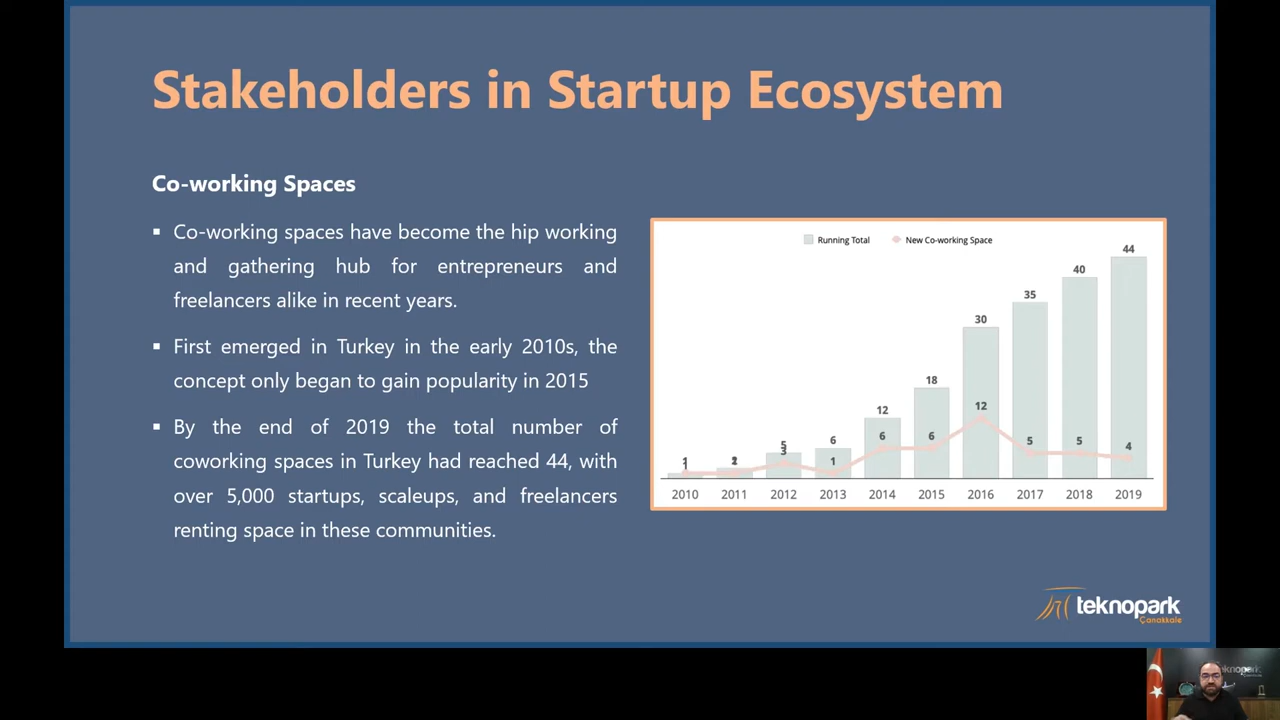 Stakeholders in Startup Ecosystem
Co-working Spaces
▪ Co-working spaces have become the hip working
and gathering hub for entrepreneurs and
freelancers alike in recent years.
▪ First emerged in Turkey in the early 2010s, the
concept only began to gain popularity in 2015
▪ By the end of 2019 the total number of
coworking spaces in Turkey had reached 44, with
over 5,000 startups, scaleups, and freelancers
renting space in these communities.
Running Total New Co-working Space
44
40
35
30
18
12
12
5 6 6 6 5 5 4
1 3 1
1 2
2010 2011 2012 2013 2014 2015 2016 2017 2018 2019
teknopark
Çanakkale
teknopark